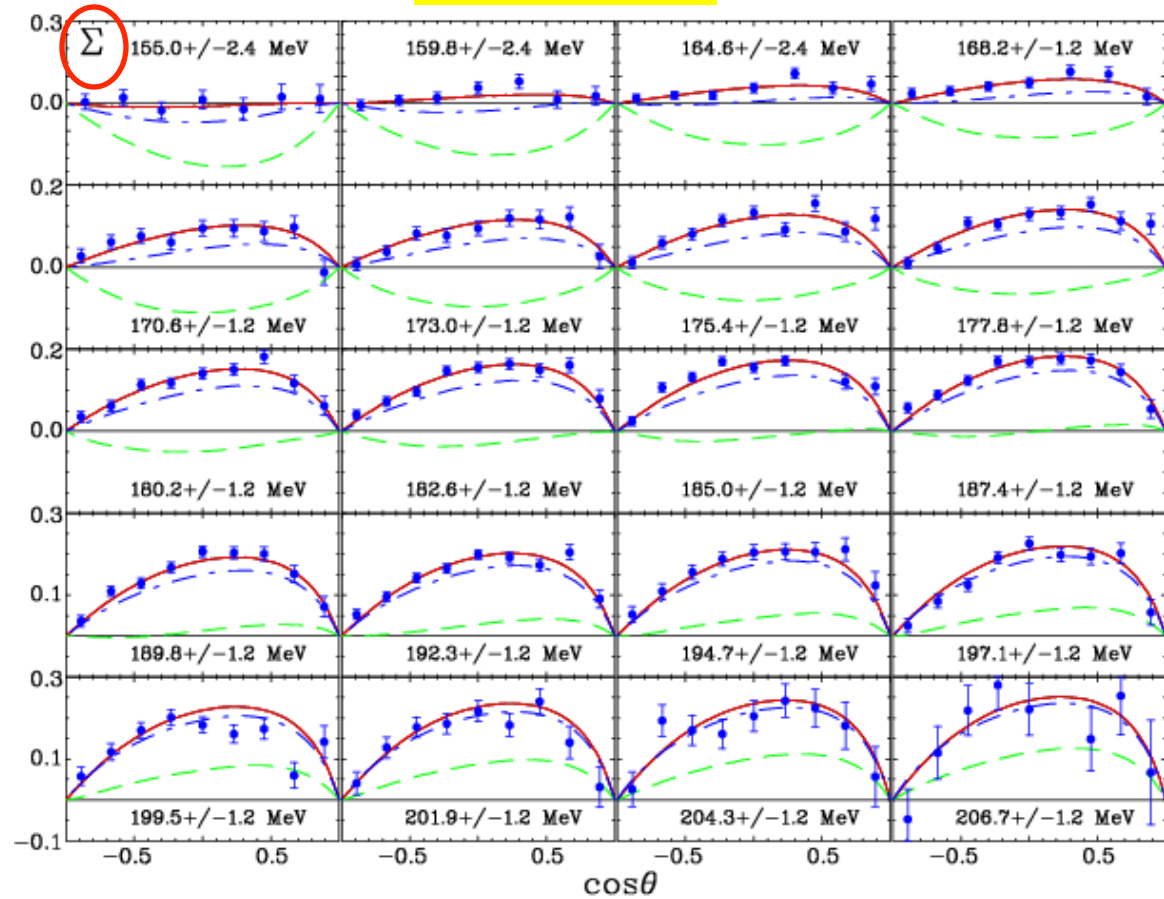 0.3
Σ 155.0+/−2.4 MeV 159.8+/−2.4 MeV 164.6+/−2.4 MeV 168.2+/−1.2 MeV
0.0
0.2
0.0
170.6+/−1.2 MeV 173.0+/−1.2 MeV 175.4+/−1.2 MeV 177.8+/−1.2 MeV
0.2
0.0
180.2+/−1.2 MeV 182.6+/−1.2 MeV 185.0+/−1.2 MeV 187.4+/−1.2 MeV
0.3
0.1
189.8+/−1.2 MeV 192.3+/−1.2 MeV 194.7+/−1.2 MeV 197.1+/−1.2 MeV
0.3
0.1
199.5+/−1.2 MeV 201.9+/−1.2 MeV 204.3+/−1.2 MeV 206.7+/−1.2 MeV
−0.1
−0.5 0.5 −0.5 0.5 −0.5 0.5 −0.5 0.5
cosθ